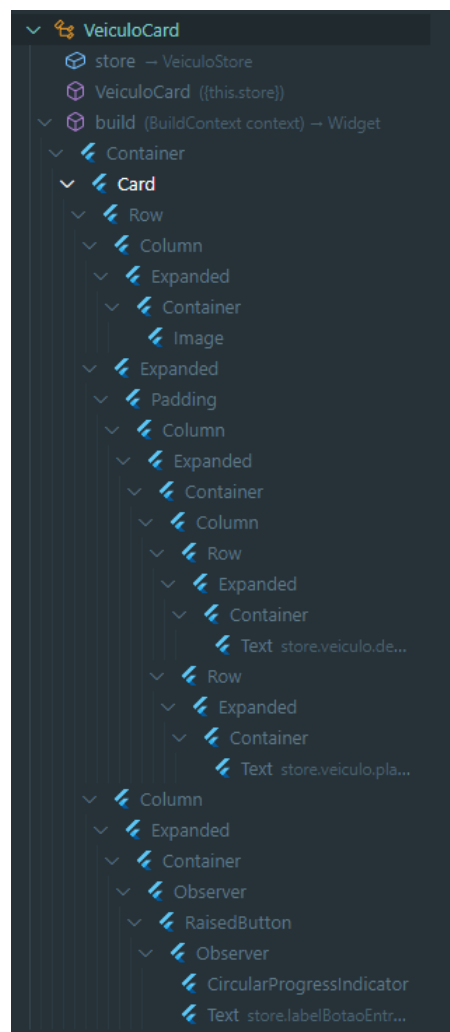 VeiculoCard
store → VeiculoStore
VeiculoCard ({this.store})
build (BuildContext context) → Widget
Container
Card
Row
Column
Expanded
Container
Image
Expanded
Padding
Column
Expanded
Container
Column
Row
Expanded
Container
Text store.veiculo.de...
Row
Expanded
Container
Text store.veiculo.pla...
Column
Expanded
Container
Observer
RaisedButton
Observer
CircularProgressIndicator
Text store.labelBotaoEntr...